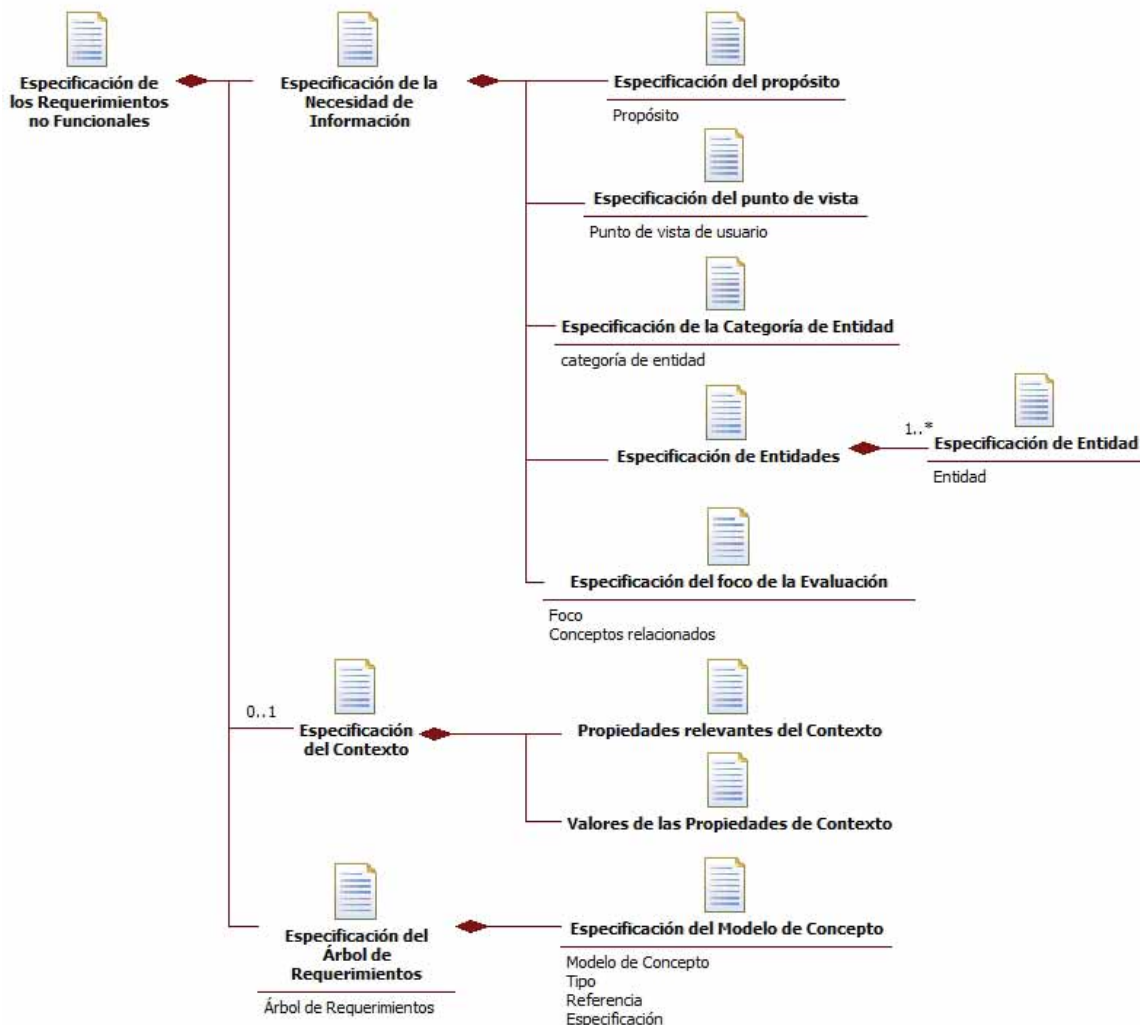 Especificación de
los Requerimientos
no Funcionales
Especificación de la
Necesidad de
Información
Especificación del propósito
Propósito
Especificación del punto de vista
Punto de vista de usuario
Especificación de la Categoría de Entidad
categoría de entidad
Especificación de Entidades
1..*
Especificación de Entidad
Entidad
Especificación del foco de la Evaluación
Foco
Conceptos relacionados
0..1
Especificación
del Contexto
Propiedades relevantes del Contexto
Valores de las Propiedades de Contexto
Especificación del
Árbol de
Requerimientos
Árbol de Requerimientos
Especificación del Modelo de Concepto
Modelo de Concepto
Tipo
Referencia
Especificación